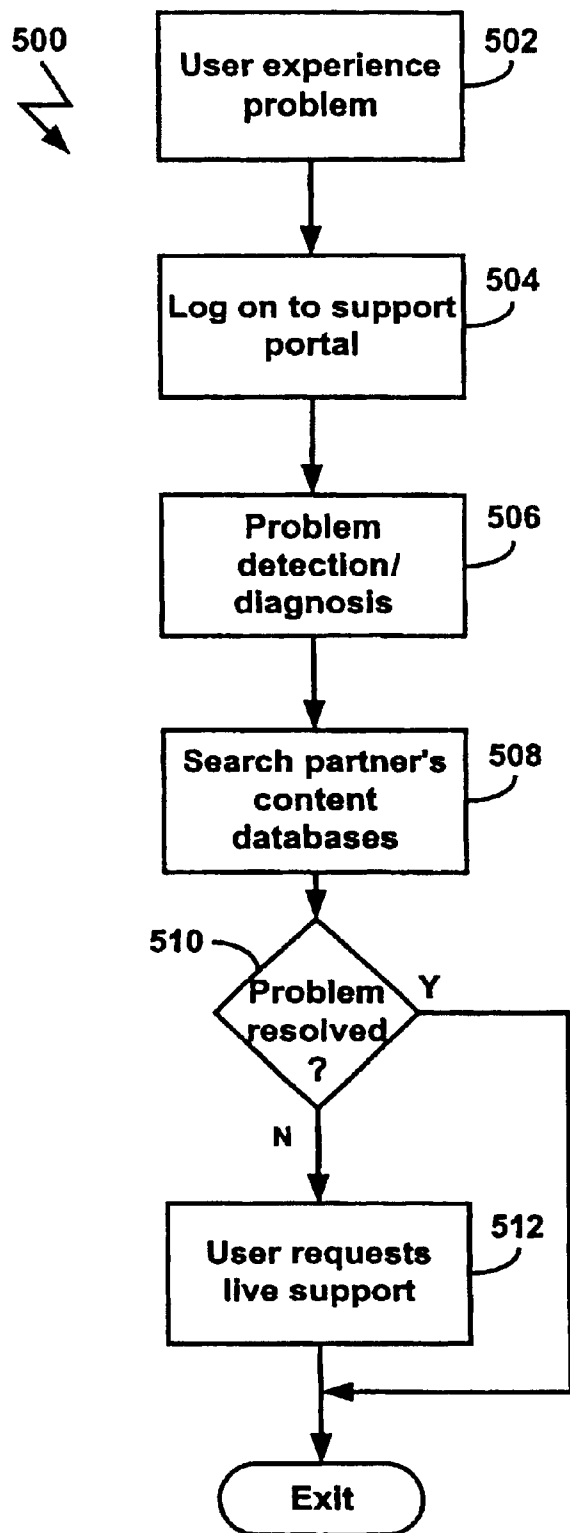 500
User experience
problem
502
Log on to support
portal
504
Problem
detection/
diagnosis
506
Search partner's
content
databases
508
510
Problem
resolved
?
Y
N
User requests
live support
512
Exit